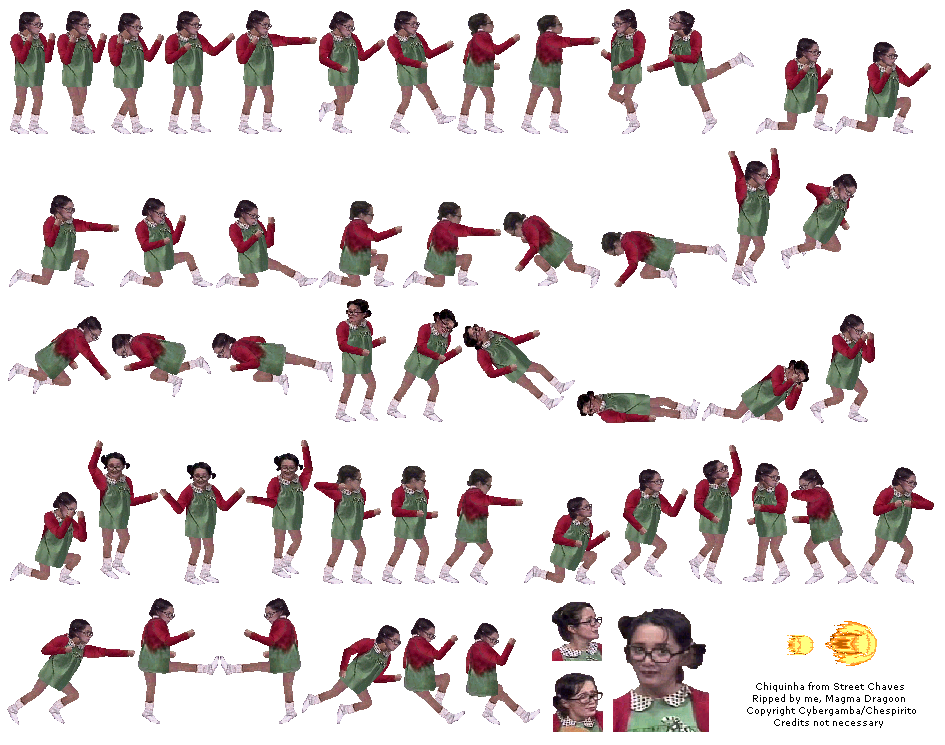 Chiquinha from Street Chaves
Ripped by me, Magma Dragoon
Copyright Cybergamba/Chespirito
Credits not necessary